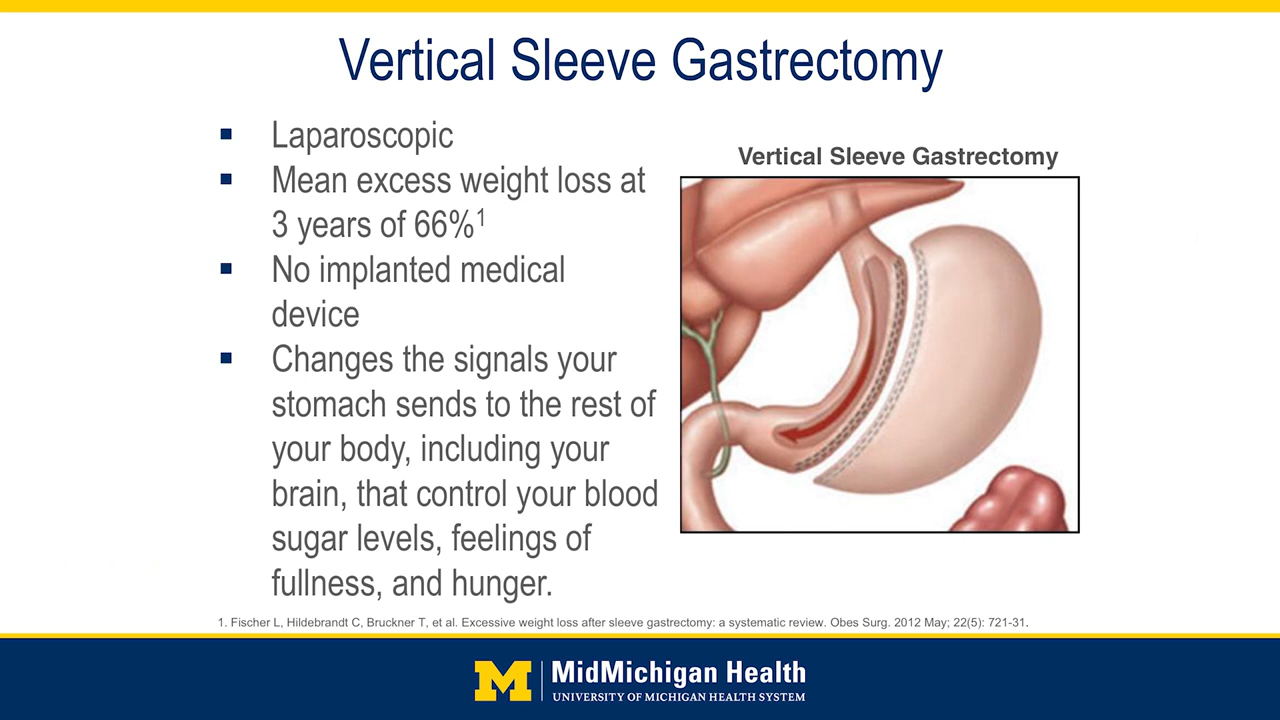 Vertical Sleeve Gastrectomy
▪ Laparoscopic
▪ Mean excess weight loss at
3 years of 66%¹
▪ No implanted medical
device
▪ Changes the signals your
stomach sends to the rest of
your body, including your
brain, that control your blood
sugar levels, feelings of
fullness, and hunger.
Vertical Sleeve Gastrectomy
1. Fischer L, Hildebrandt C, Bruckner T, et al. Excessive weight loss after sleeve gastrectomy: a systematic review. Obes Surg. 2012 May; 22(5): 721-31.
M
MidMichigan Health
UNIVERSITY OF MICHIGAN HEALTH SYSTEM